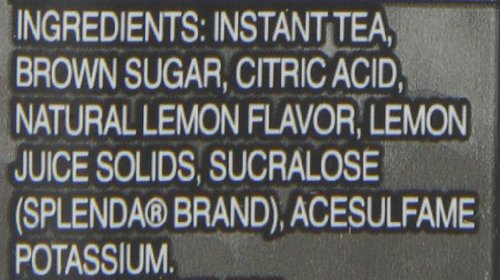 INGREDIENTS: INSTANT TEA,
BROWN SUGAR, CITRIC ACID,
NATURAL LEMON FLAVOR, LEMON
JUICE SOLIDS, SUCRALOSE
(SPLENDA® BRAND), ACESULFAME
POTASSIUM.